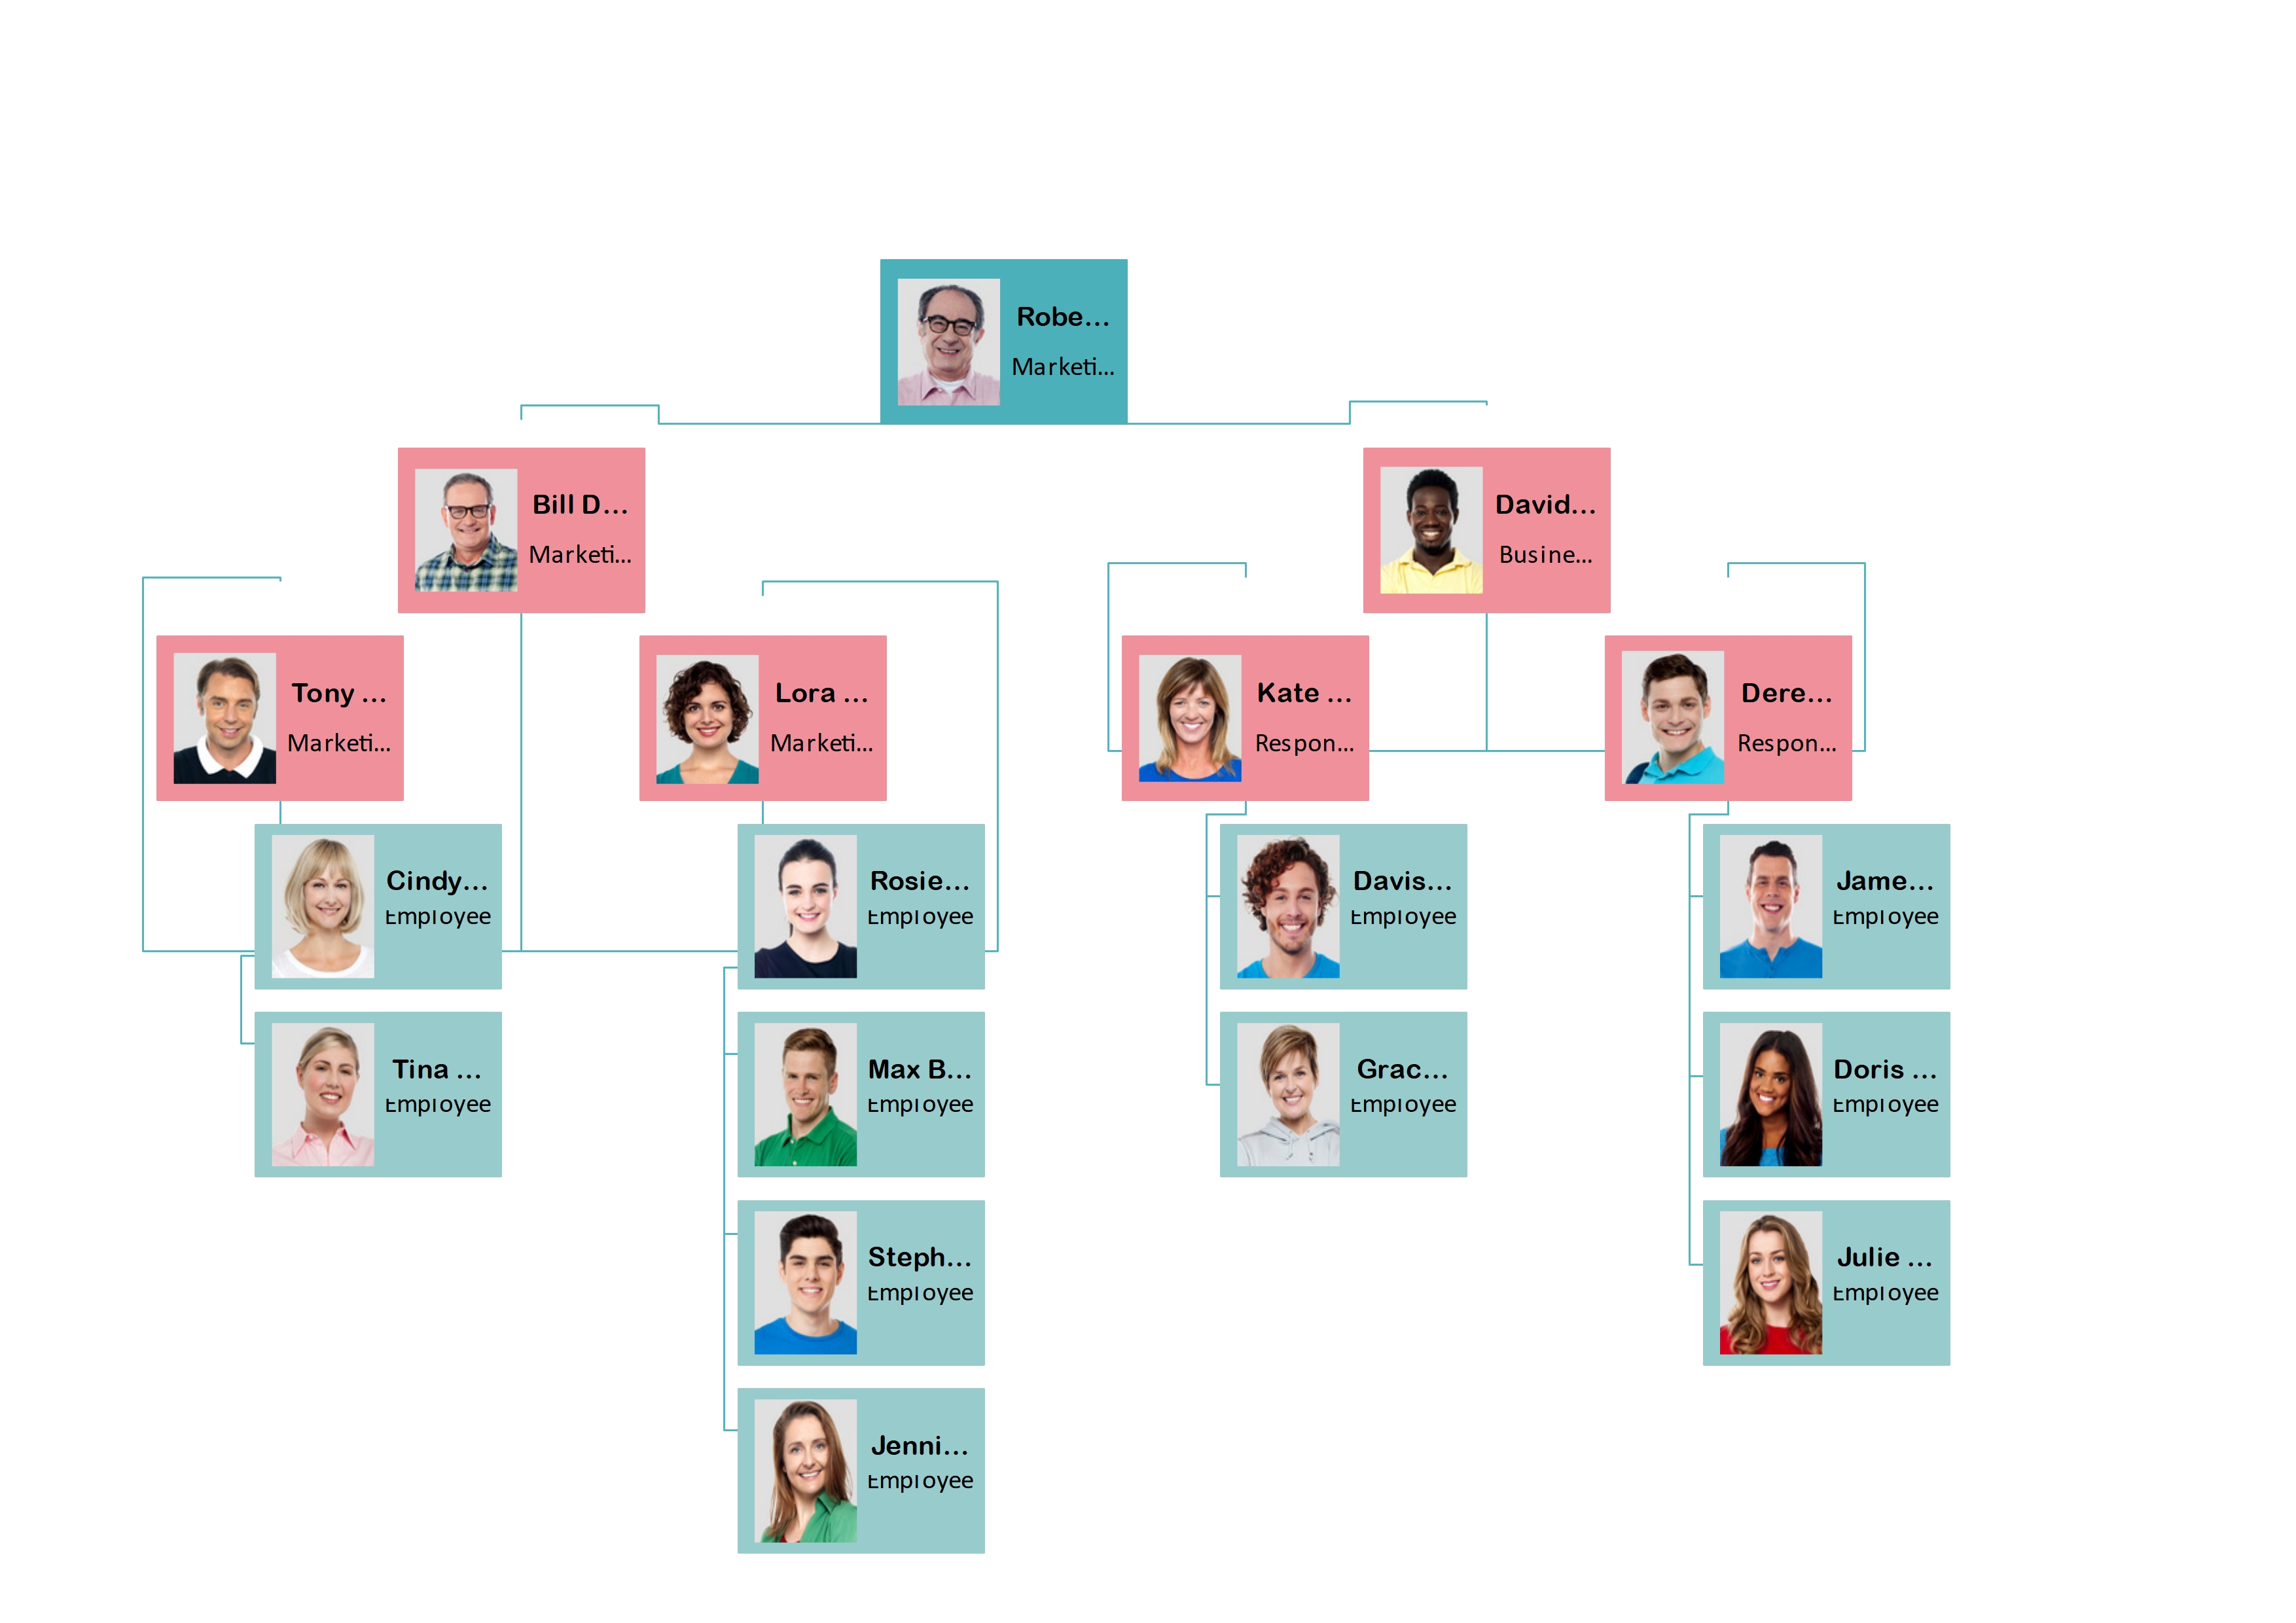 Robe...
Marketi...
Bill D...
Marketi...
David...
Busine...
Tony ...
Marketi...
Lora ...
Marketi...
Kate ...
Respon...
Dere...
Respon...
Cindy...
Employee
Rosie...
Employee
Davis...
Employee
Jame...
Employee
Tina ...
Employee
Max B...
Employee
Grac...
Employee
Doris ...
Employee
Steph...
Employee
Julie ...
Employee
Jenni...
Employee